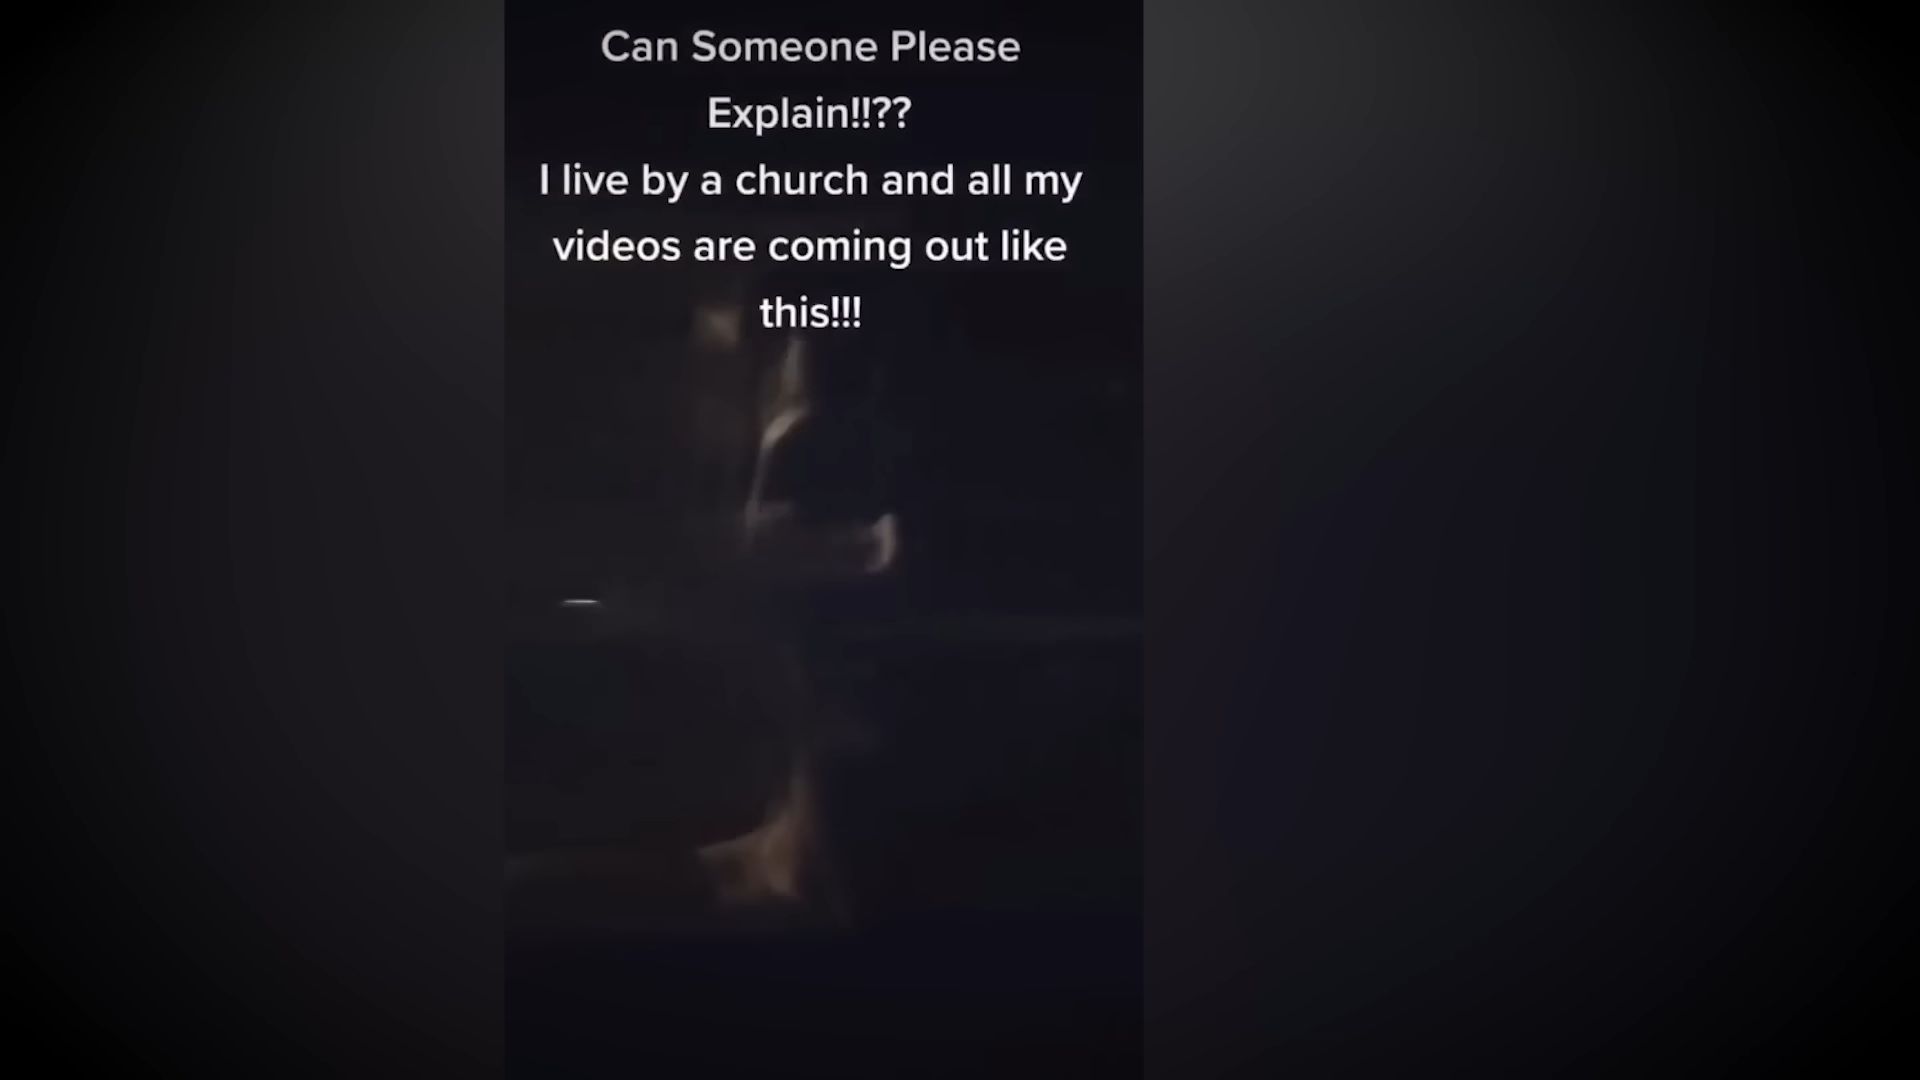 Can Someone Please
Explain!!??
I live by a church and all my
videos are coming out like
this!!!